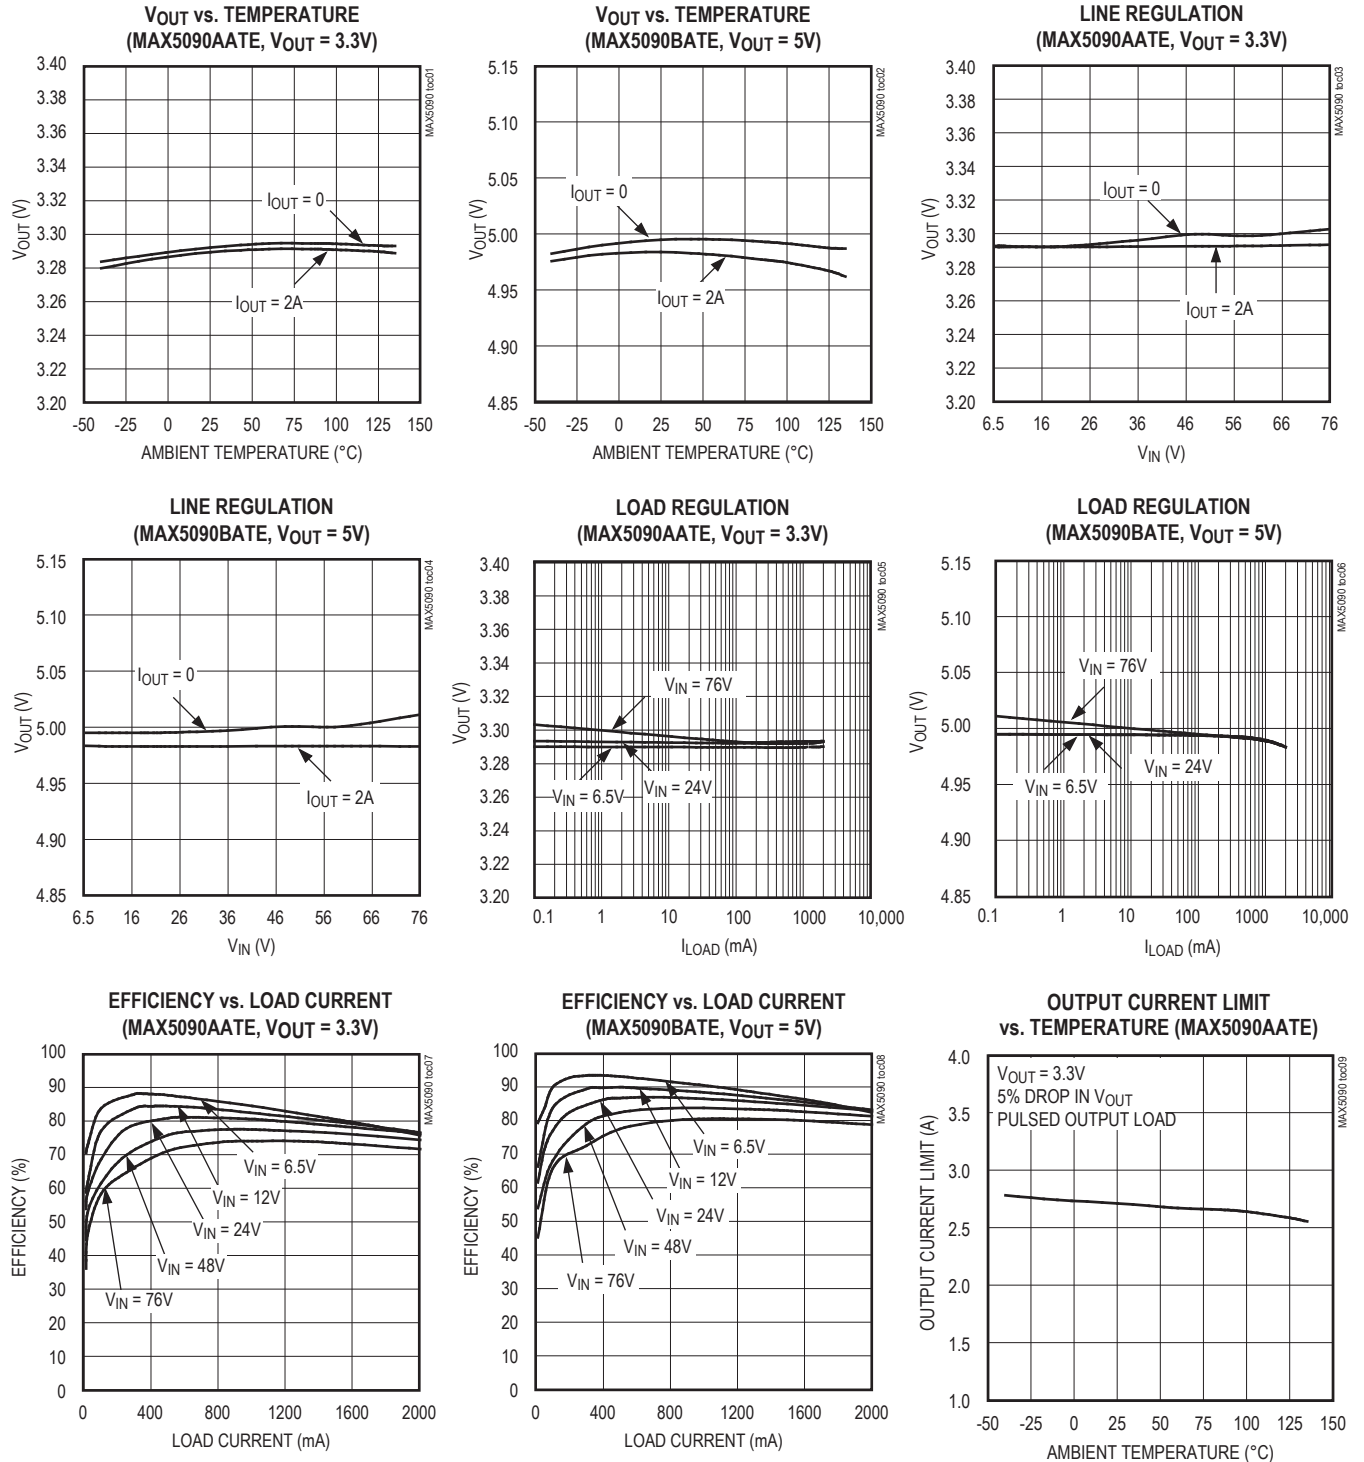 VOUT vs. TEMPERATURE
(MAX5090AATE, VOUT = 3.3V)
3.40
3.38
3.36
3.34
3.32
3.30
3.28
3.26
3.24
3.22
3.20
VOUT (V)
IOUT = 0
IOUT = 2A
MAX5090 toc01
-50 -25 0 25 50 75 100 125 150
AMBIENT TEMPERATURE (°C)
VOUT vs. TEMPERATURE
(MAX5090BATE, VOUT = 5V)
5.15
5.10
5.05
5.00
4.95
4.90
4.85
VOUT (V)
IOUT = 0
IOUT = 2A
MAX5090 toc02
-50 -25 0 25 50 75 100 125 150
AMBIENT TEMPERATURE (°C)
LINE REGULATION
(MAX5090AATE, VOUT = 3.3V)
3.40
3.38
3.36
3.34
3.32
3.30
3.28
3.26
3.24
3.22
3.20
VOUT (V)
IOUT = 0
IOUT = 2A
MAX5090 toc03
6.5 16 26 36 46 56 66 76
VIN (V)
LINE REGULATION
(MAX5090BATE, VOUT = 5V)
5.15
5.10
5.05
5.00
4.95
4.90
4.85
VOUT (V)
IOUT = 0
IOUT = 2A
MAX5090 toc04
6.5 16 26 36 46 56 66 76
VIN (V)
LOAD REGULATION
(MAX5090AATE, VOUT = 3.3V)
3.40
3.38
3.36
3.34
3.32
3.30
3.28
3.26
3.24
3.22
3.20
VOUT (V)
VIN = 76V
VIN = 6.5V
VIN = 24V
MAX5090 toc05
0.1 1 10 100 1000 10,000
ILOAD (mA)
LOAD REGULATION
(MAX5090BATE, VOUT = 5V)
5.15
5.10
5.05
5.00
4.95
4.90
4.85
VOUT (V)
VIN = 76V
VIN = 24V
VIN = 6.5V
MAX5090 toc06
0.1 1 10 100 1000 10,000
ILOAD (mA)
EFFICIENCY vs. LOAD CURRENT
(MAX5090AATE, VOUT = 3.3V)
100
90
80
70
60
50
40
30
20
10
0
EFFICIENCY (%)
VIN = 6.5V
VIN = 12V
VIN = 24V
VIN = 48V
VIN = 76V
MAX5090 toc07
0 400 800 1200 1600 2000
LOAD CURRENT (mA)
EFFICIENCY vs. LOAD CURRENT
(MAX5090BATE, VOUT = 5V)
100
90
80
70
60
50
40
30
20
10
0
EFFICIENCY (%)
VIN = 6.5V
VIN = 12V
VIN = 24V
VIN = 48V
VIN = 76V
MAX5090 toc08
0 400 800 1200 1600 2000
LOAD CURRENT (mA)
OUTPUT CURRENT LIMIT
vs. TEMPERATURE (MAX5090AATE)
4.0
3.5
3.0
2.5
2.0
1.5
1.0
OUTPUT CURRENT LIMIT (A)
VOUT = 3.3V
5% DROP IN VOUT
PULSED OUTPUT LOAD
MAX5090 toc09
-50 -25 0 25 50 75 100 125 150
AMBIENT TEMPERATURE (°C)